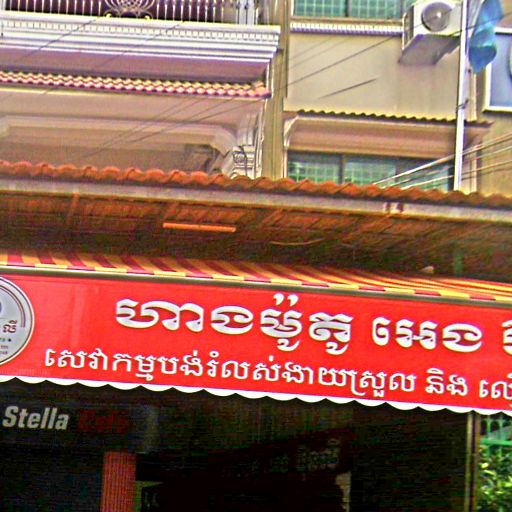 ហាងម៉ូតូ អេង
សេវាកម្មបង់រំលស់ងាយស្រួល និង
Stella